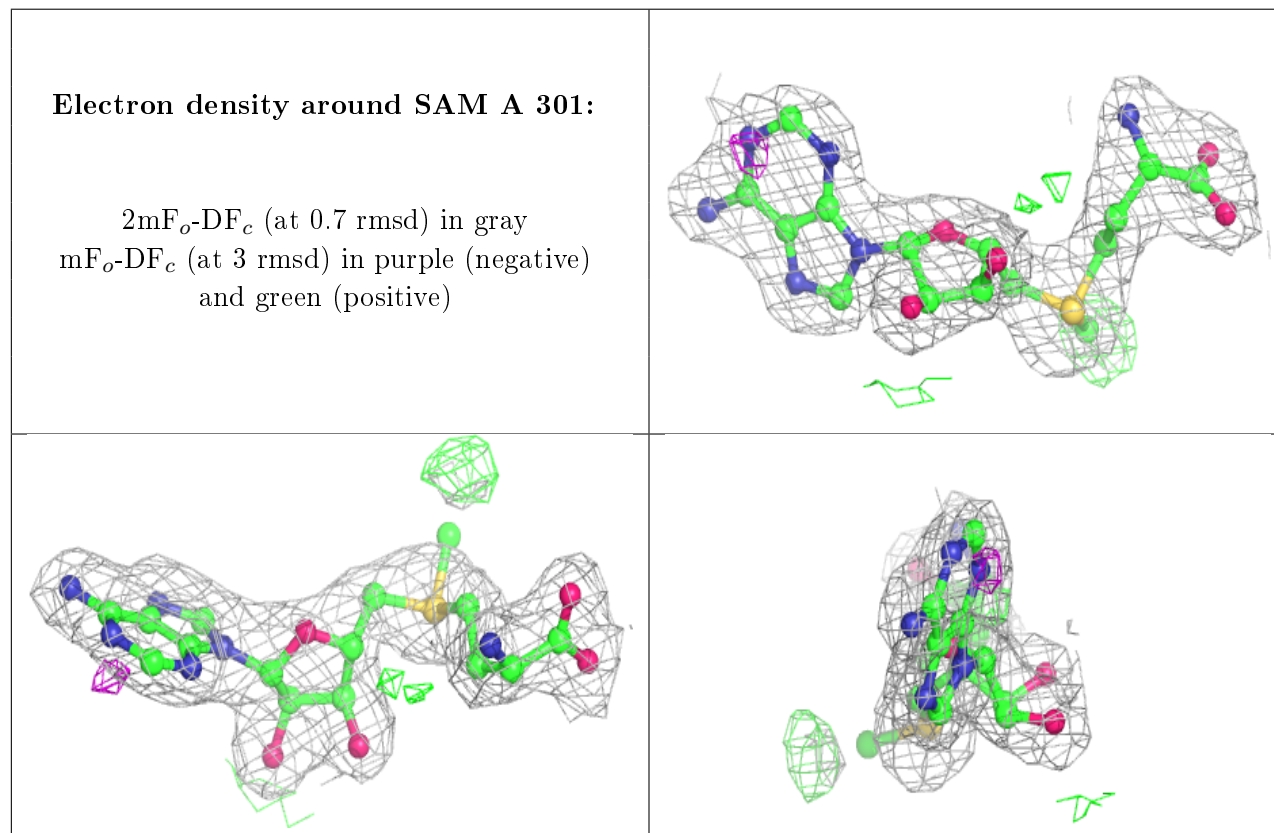 Electron density around SAM A 301:
2mFₒ-DF𝒸 (at 0.7 rmsd) in gray
mFₒ-DF𝒸 (at 3 rmsd) in purple (negative)
and green (positive)